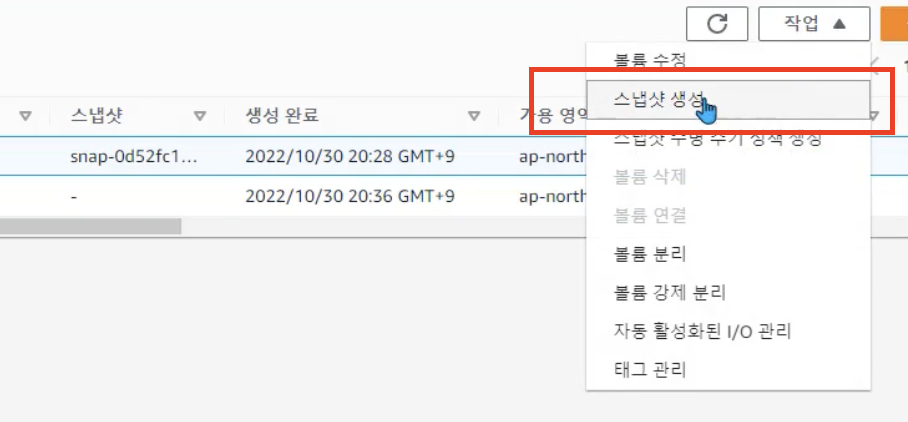 작업 ▲
볼륨 수정
스냅샷 생성
스냅샷 수명 주기 정책 생성
볼륨 삭제
볼륨 연결
볼륨 분리
볼륨 강제 분리
자동 활성화된 I/O 관리
태그 관리
스냅샷 생성 완료 가용 영역
snap-0d52fc1... 2022/10/30 20:28 GMT+9 ap-north
- 2022/10/30 20:36 GMT+9 ap-north